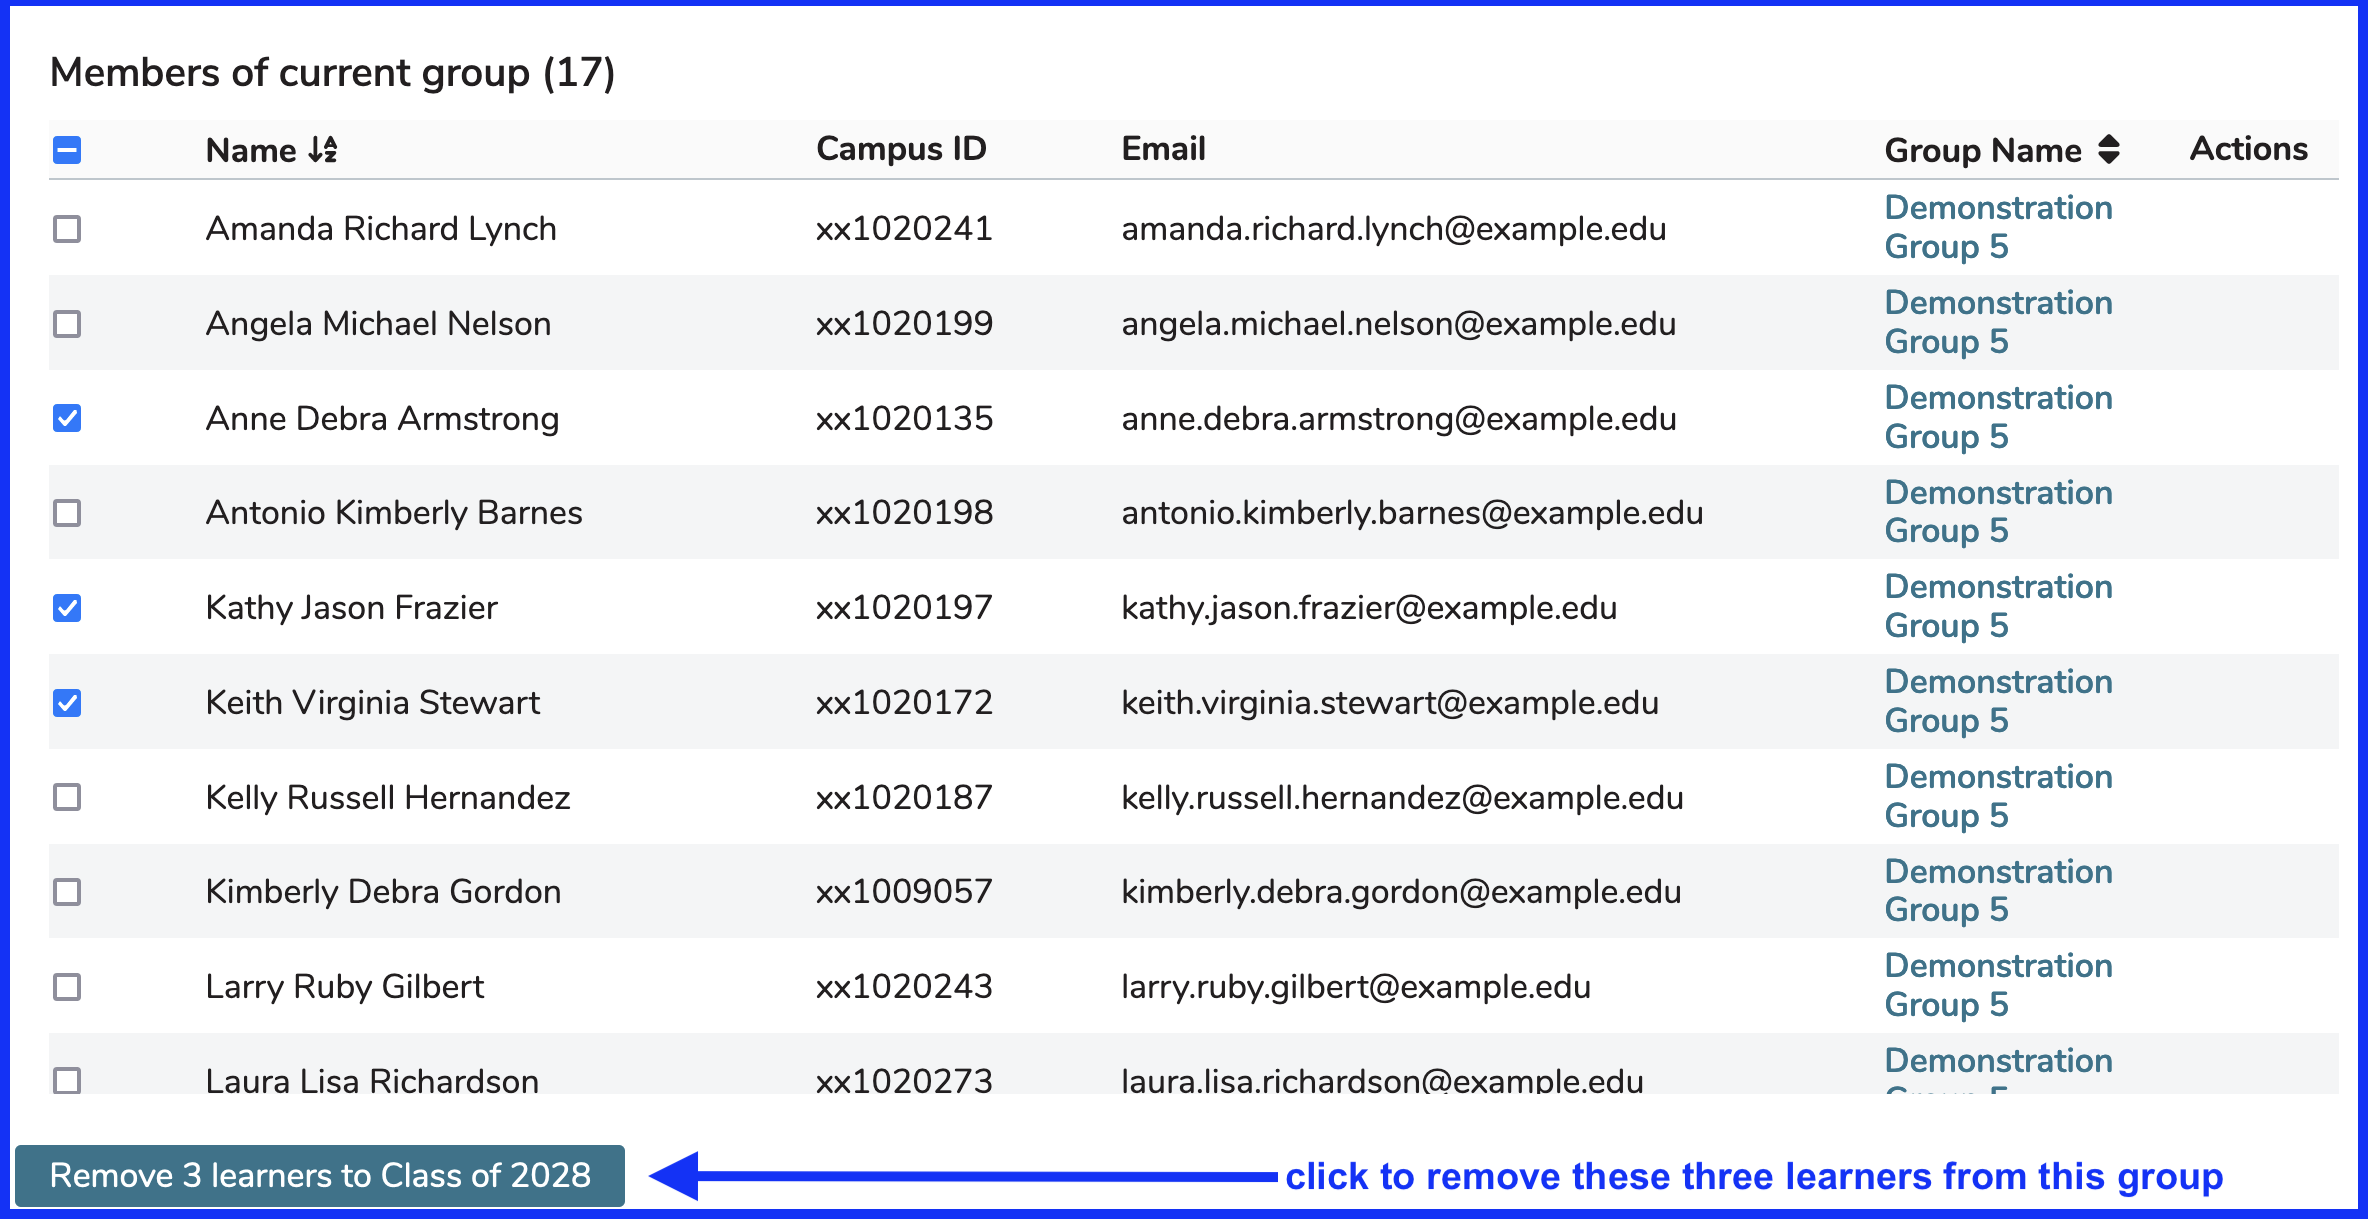 Members of current group (17)
Name Campus ID Email Group Name Actions
Amanda Richard Lynch xx1020241 amanda.richard.lynch@example.edu Demonstration
Group 5
Angela Michael Nelson xx1020199 angela.michael.nelson@example.edu Demonstration
Group 5
Anne Debra Armstrong xx1020135 anne.debra.armstrong@example.edu Demonstration
Group 5
Antonio Kimberly Barnes xx1020198 antonio.kimberly.barnes@example.edu Demonstration
Group 5
Kathy Jason Frazier xx1020197 kathy.jason.frazier@example.edu Demonstration
Group 5
Keith Virginia Stewart xx1020172 keith.virginia.stewart@example.edu Demonstration
Group 5
Kelly Russell Hernandez xx1020187 kelly.russell.hernandez@example.edu Demonstration
Group 5
Kimberly Debra Gordon xx1009057 kimberly.debra.gordon@example.edu Demonstration
Group 5
Larry Ruby Gilbert xx1020243 larry.ruby.gilbert@example.edu Demonstration
Group 5
Laura Lisa Richardson xx1020273 laura.lisa.richardson@example.edu Demonstration
Remove 3 learners to Class of 2028 click to remove these three learners from this group